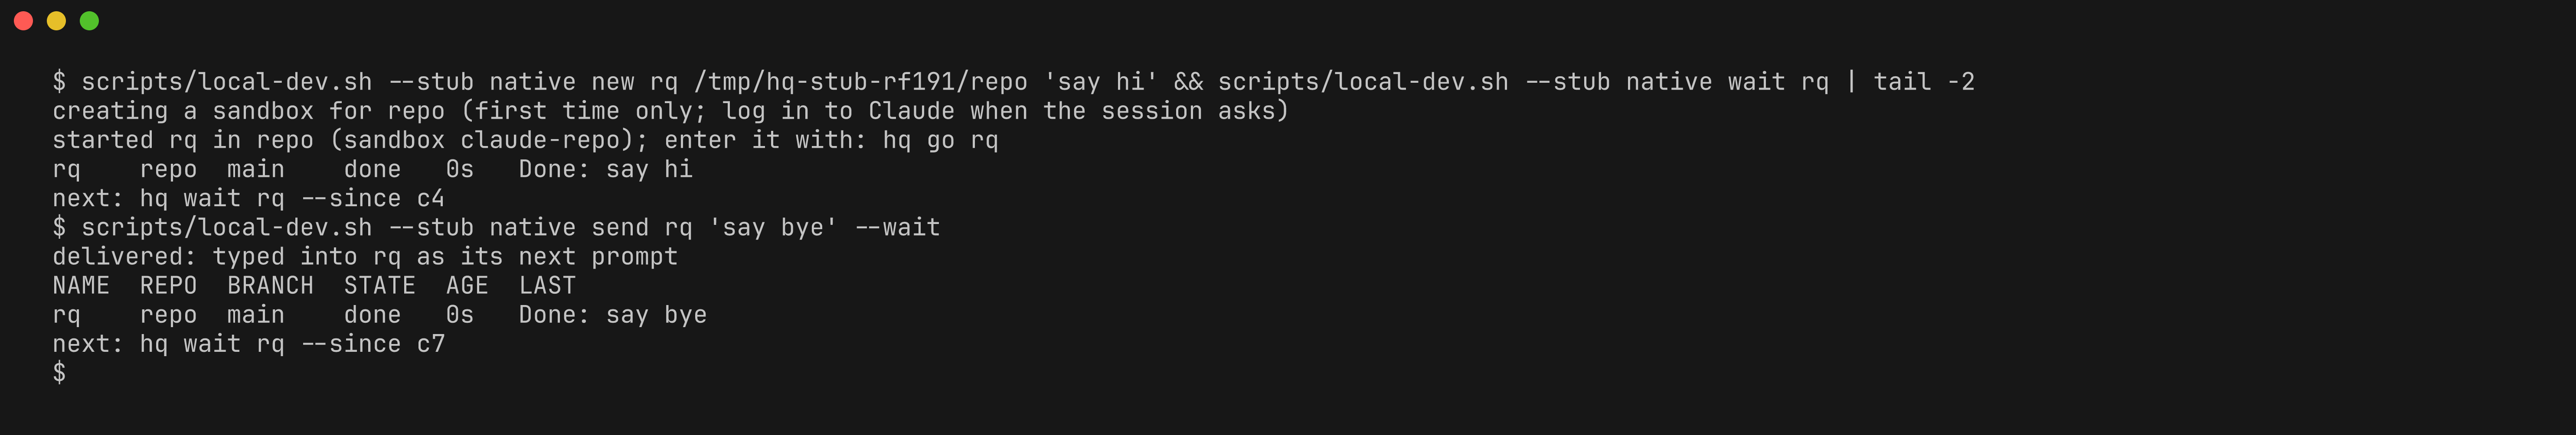 $ scripts/local-dev.sh --stub native new rq /tmp/hq-stub-rf191/repo 'say hi' && scripts/local-dev.sh --stub native wait rq | tail -2
creating a sandbox for repo (first time only; log in to Claude when the session asks)
started rq in repo (sandbox claude-repo); enter it with: hq go rq
rq    repo  main    done   0s   Done: say hi
next: hq wait rq --since c4
$ scripts/local-dev.sh --stub native send rq 'say bye' --wait
delivered: typed into rq as its next prompt
NAME  REPO  BRANCH  STATE  AGE  LAST
rq    repo  main    done   0s   Done: say bye
next: hq wait rq --since c7
$